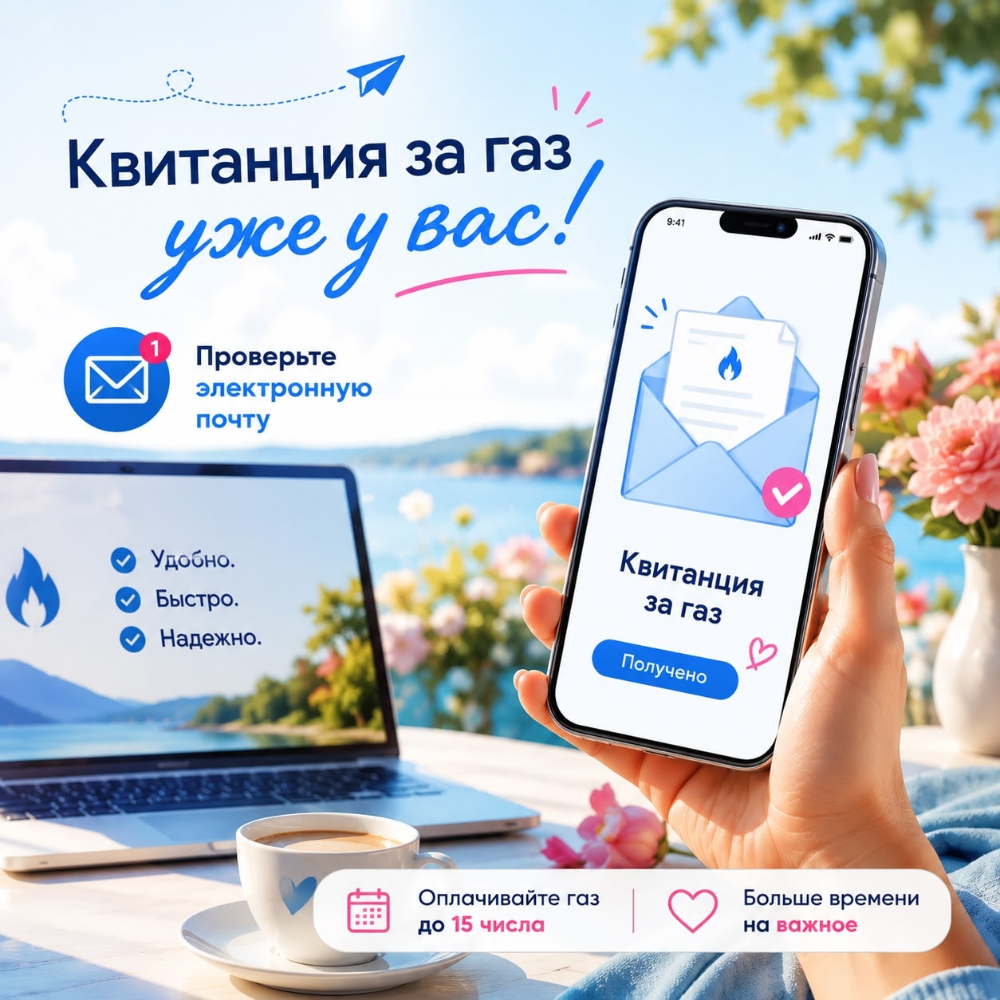 Квитанция за газ
уже у вас!
1
Проверьте
электронную
почту
9:41
Квитанция
за газ
Получено
Удобно.
Быстро.
Надежно.
Оплачивайте газ
до 15 числа
Больше времени
на важное